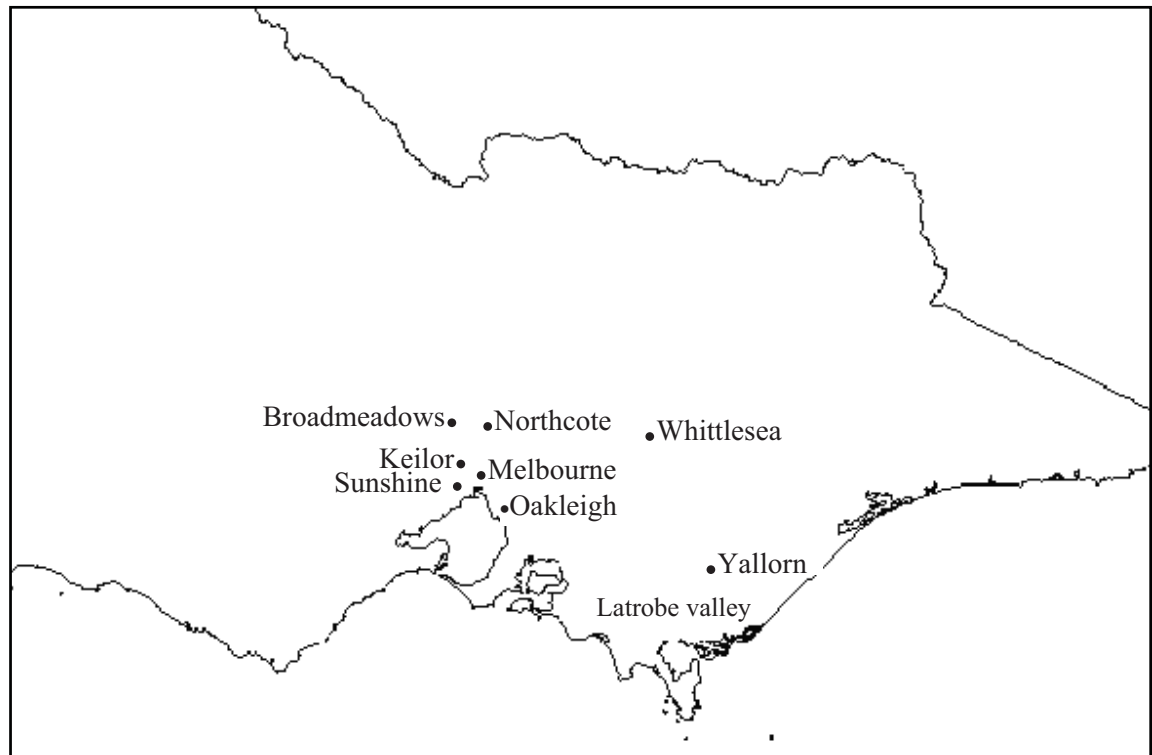 Broadmeadows
Northcote
Whittlesea
Keilor
Melbourne
Sunshine
Oakleigh
Yallorn
Latrobe valley